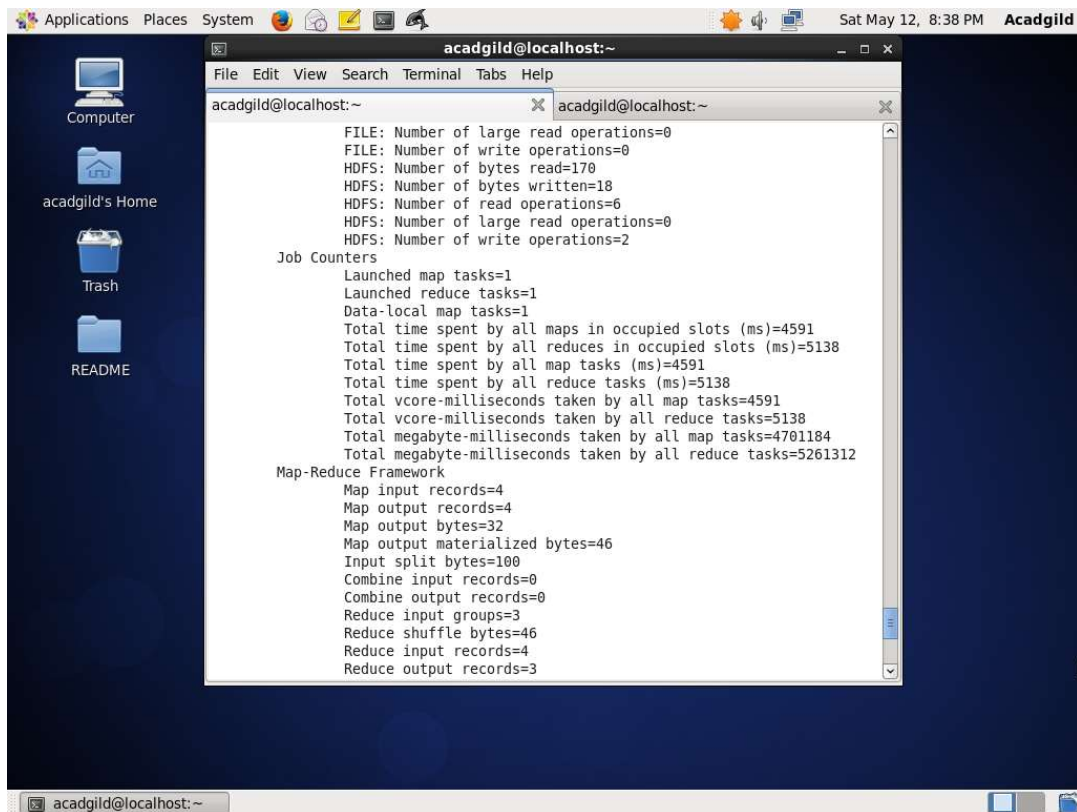 Applications Places System Sat May 12, 8:38 PM Acadgild
Computer
acadgild's Home
Trash
README
acadgild@localhost:~
File Edit View Search Terminal Tabs Help
acadgild@localhost:~ acadgild@localhost:~
FILE: Number of large read operations=0
FILE: Number of write operations=0
HDFS: Number of bytes read=170
HDFS: Number of bytes written=18
HDFS: Number of read operations=6
HDFS: Number of large read operations=0
HDFS: Number of write operations=2
Job Counters
Launched map tasks=1
Launched reduce tasks=1
Data-local map tasks=1
Total time spent by all maps in occupied slots (ms)=4591
Total time spent by all reduces in occupied slots (ms)=5138
Total time spent by all map tasks (ms)=4591
Total time spent by all reduce tasks (ms)=5138
Total vcore-milliseconds taken by all map tasks=4591
Total vcore-milliseconds taken by all reduce tasks=5138
Total megabyte-milliseconds taken by all map tasks=4701184
Total megabyte-milliseconds taken by all reduce tasks=5261312
Map-Reduce Framework
Map input records=4
Map output records=4
Map output bytes=32
Map output materialized bytes=46
Input split bytes=100
Combine input records=0
Combine output records=0
Reduce input groups=3
Reduce shuffle bytes=46
Reduce input records=4
Reduce output records=3
acadgild@localhost:~